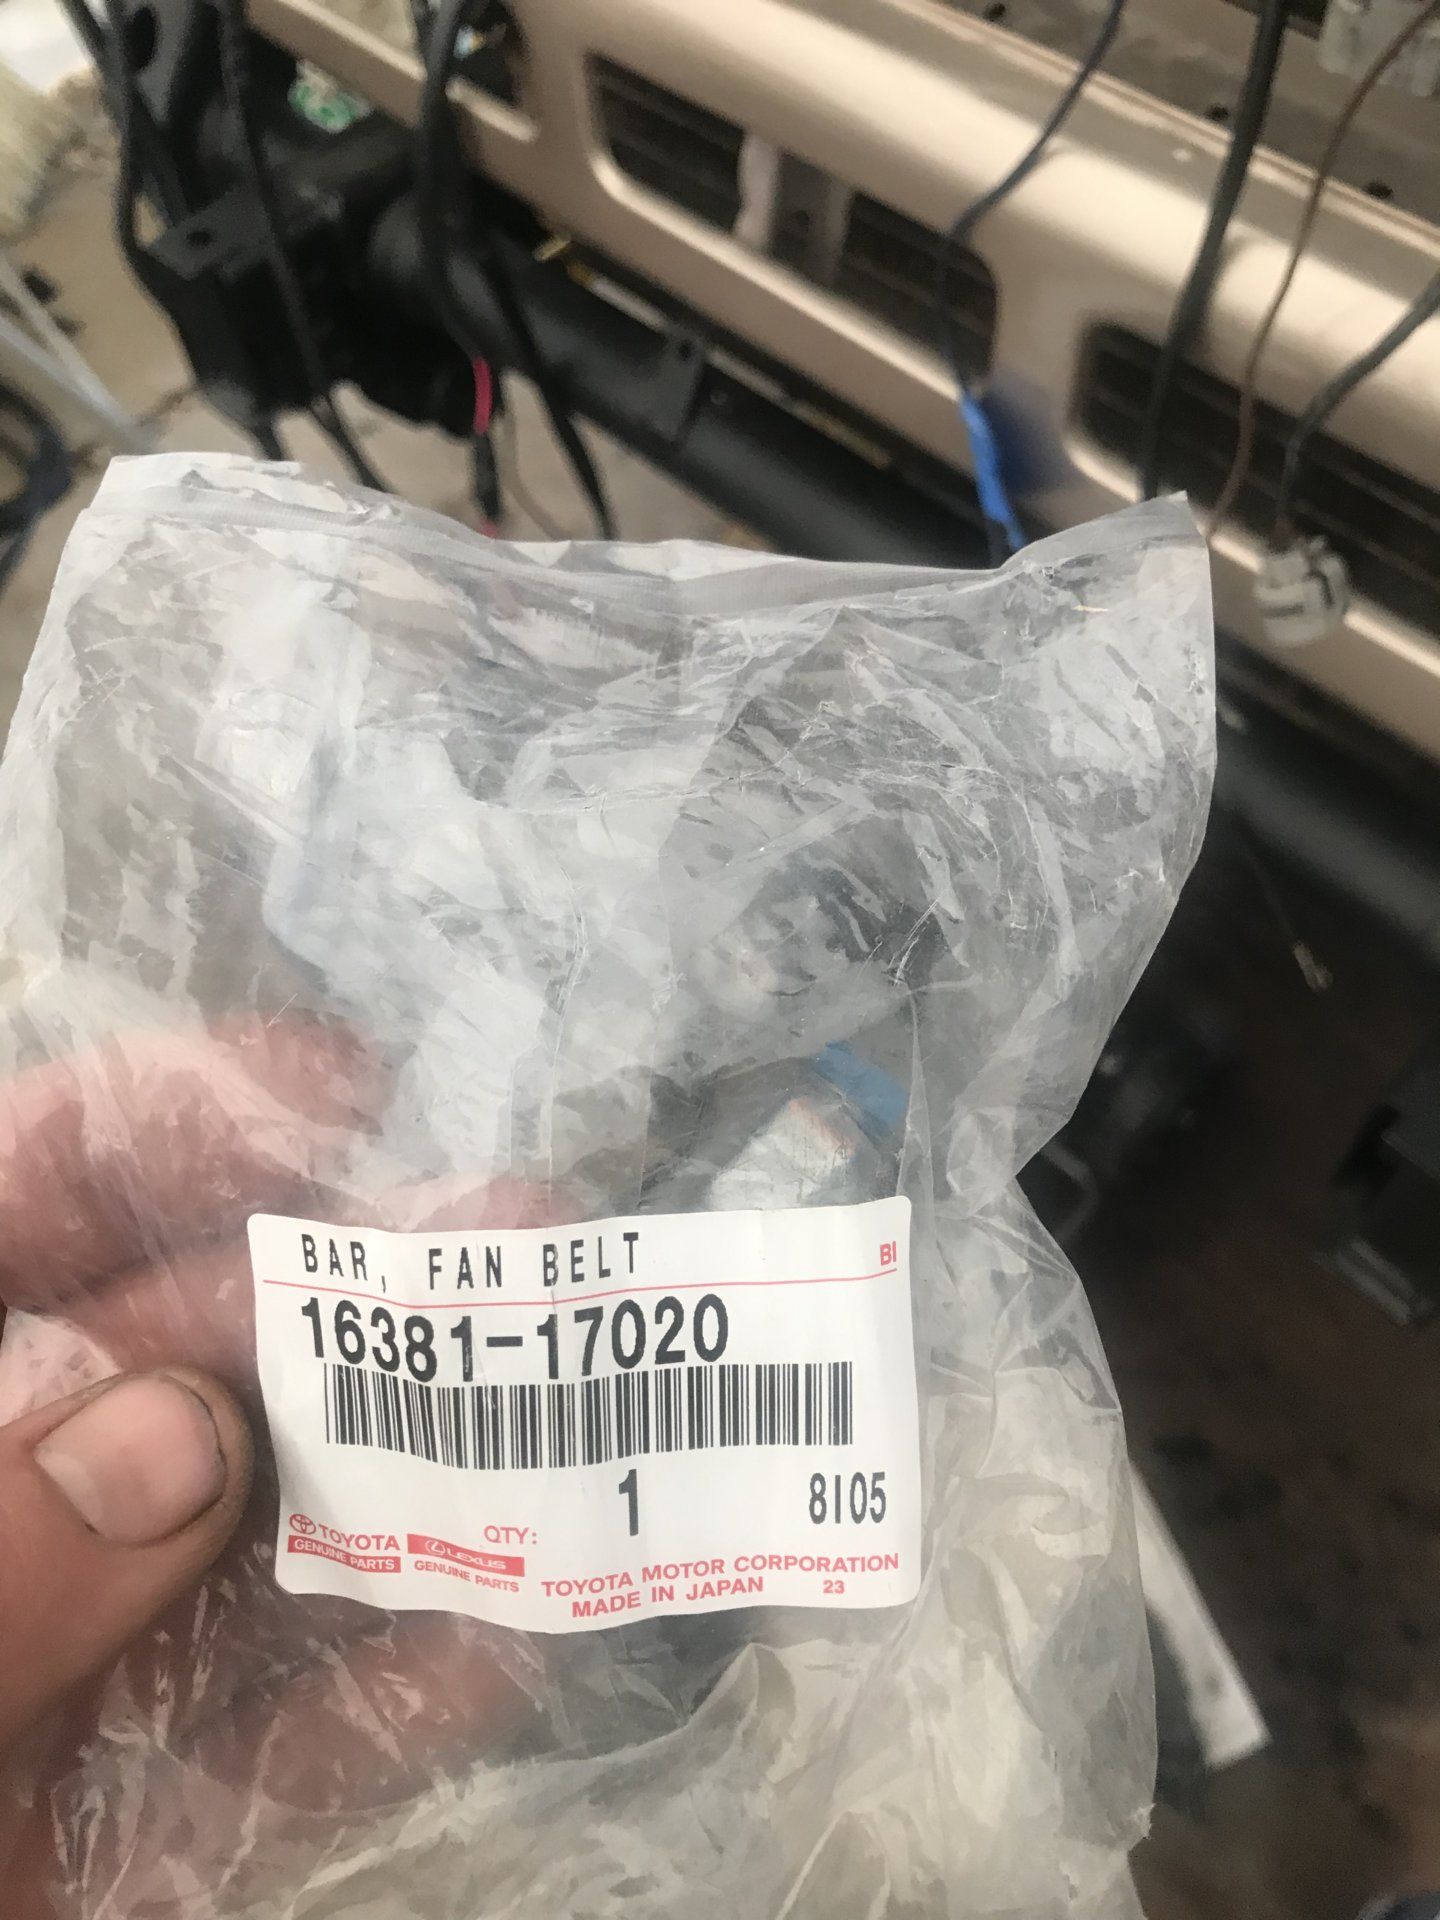 BAR, FAN BELT
BI
16381-17020
1
8I05
TOYOTA
GENUINE PARTS
LEXUS
GENUINE PARTS
QTY:
TOYOTA MOTOR CORPORATION
MADE IN JAPAN
23